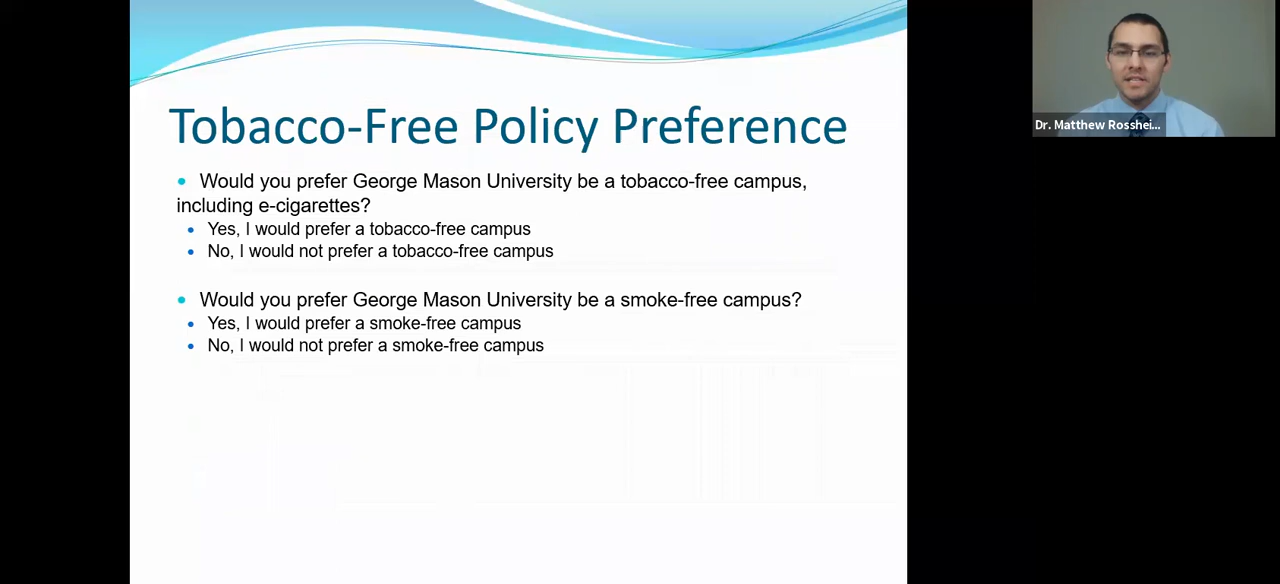 Tobacco-Free Policy Preference
Would you prefer George Mason University be a tobacco-free campus,
including e-cigarettes?
Yes, I would prefer a tobacco-free campus
No, I would not prefer a tobacco-free campus
Would you prefer George Mason University be a smoke-free campus?
Yes, I would prefer a smoke-free campus
No, I would not prefer a smoke-free campus
Dr. Matthew Rosshei...